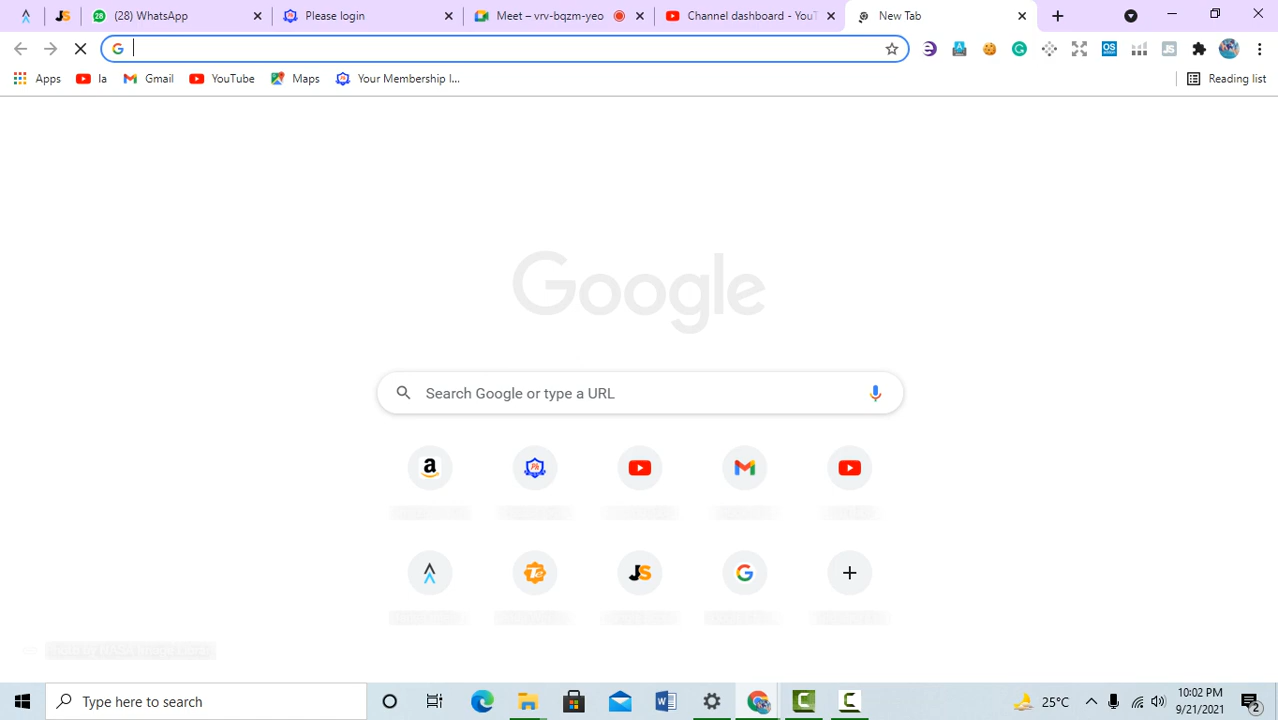 (28) WhatsApp
Please login
Meet – vrv-bqzm-yeo
Channel dashboard - YouT
New Tab
Apps
la
Gmail
YouTube
Maps
Your Membership I...
Reading list
Google
Search Google or type a URL
Type here to search
25°C
10:02 PM
9/21/2021
2